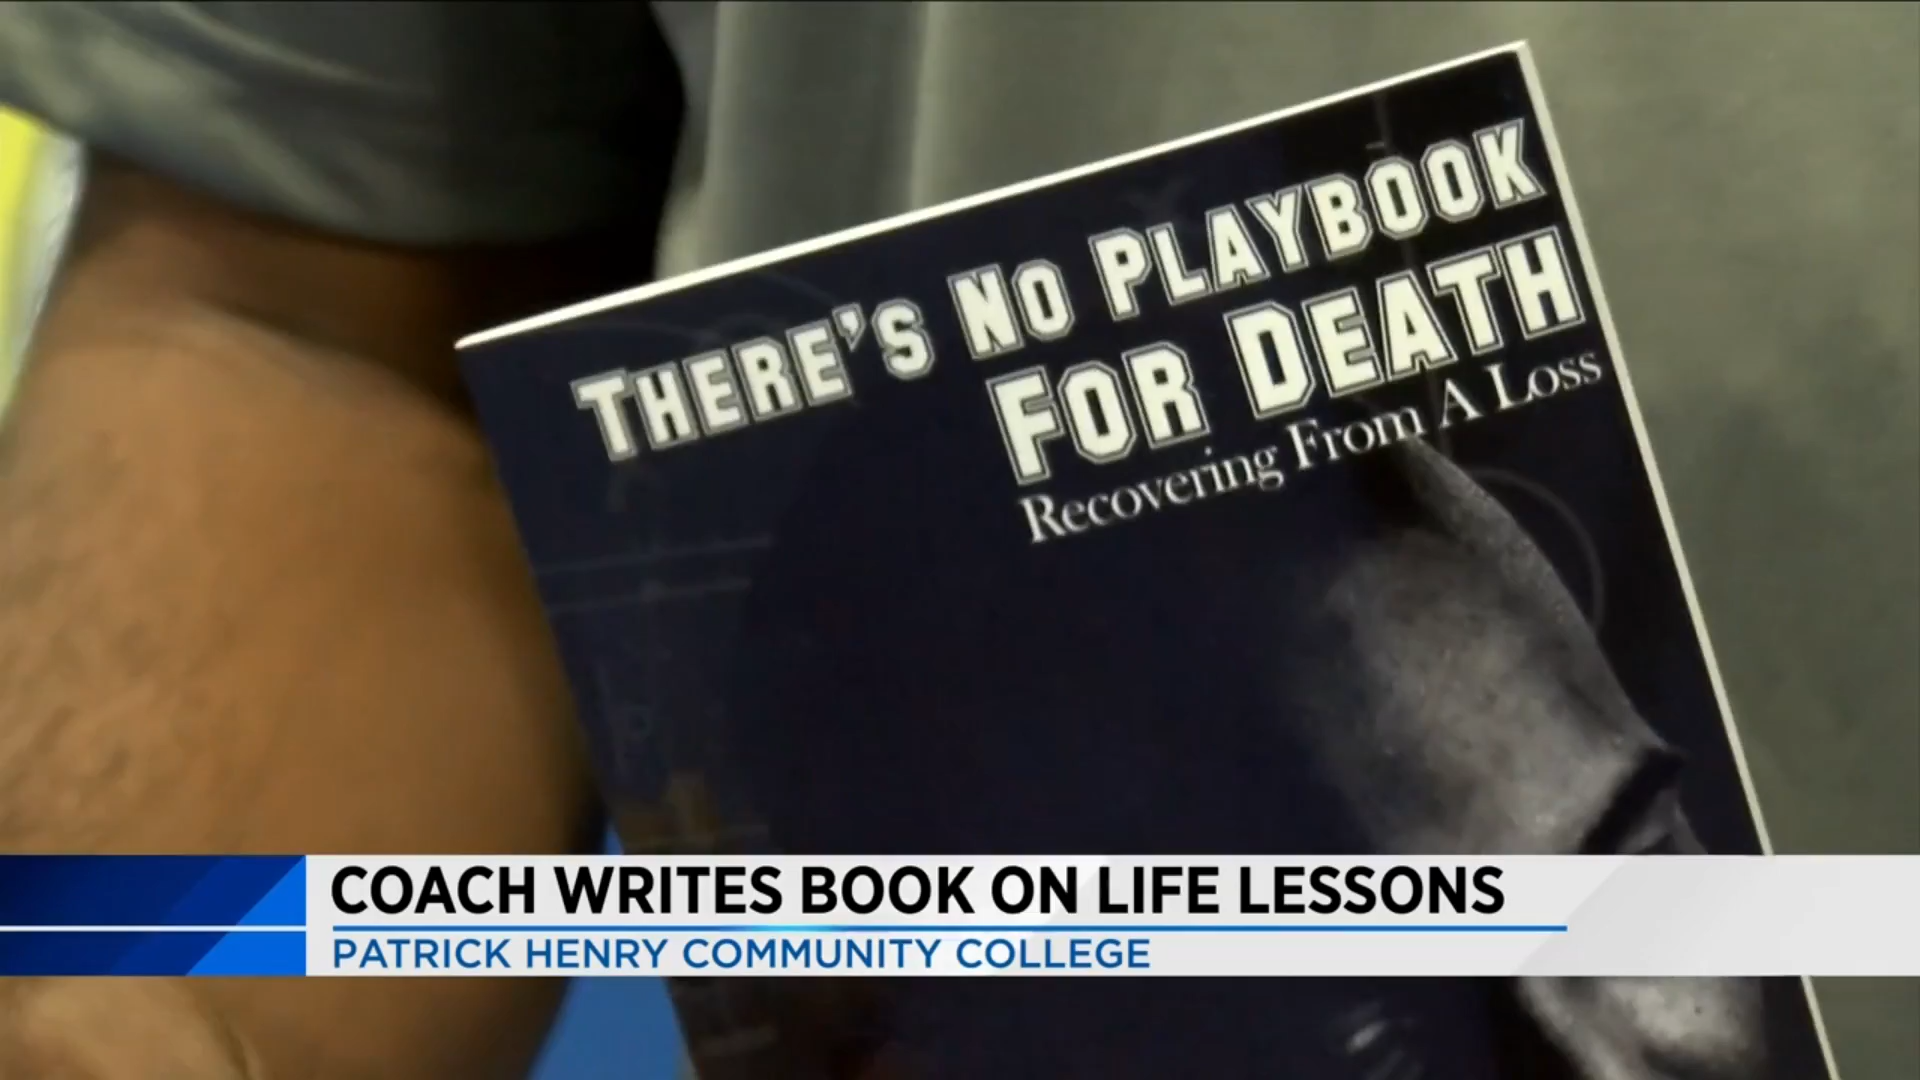 THERE'S NO PLAYBOOK
FOR DEATH
Recovering From A Loss
COACH WRITES BOOK ON LIFE LESSONS
PATRICK HENRY COMMUNITY COLLEGE